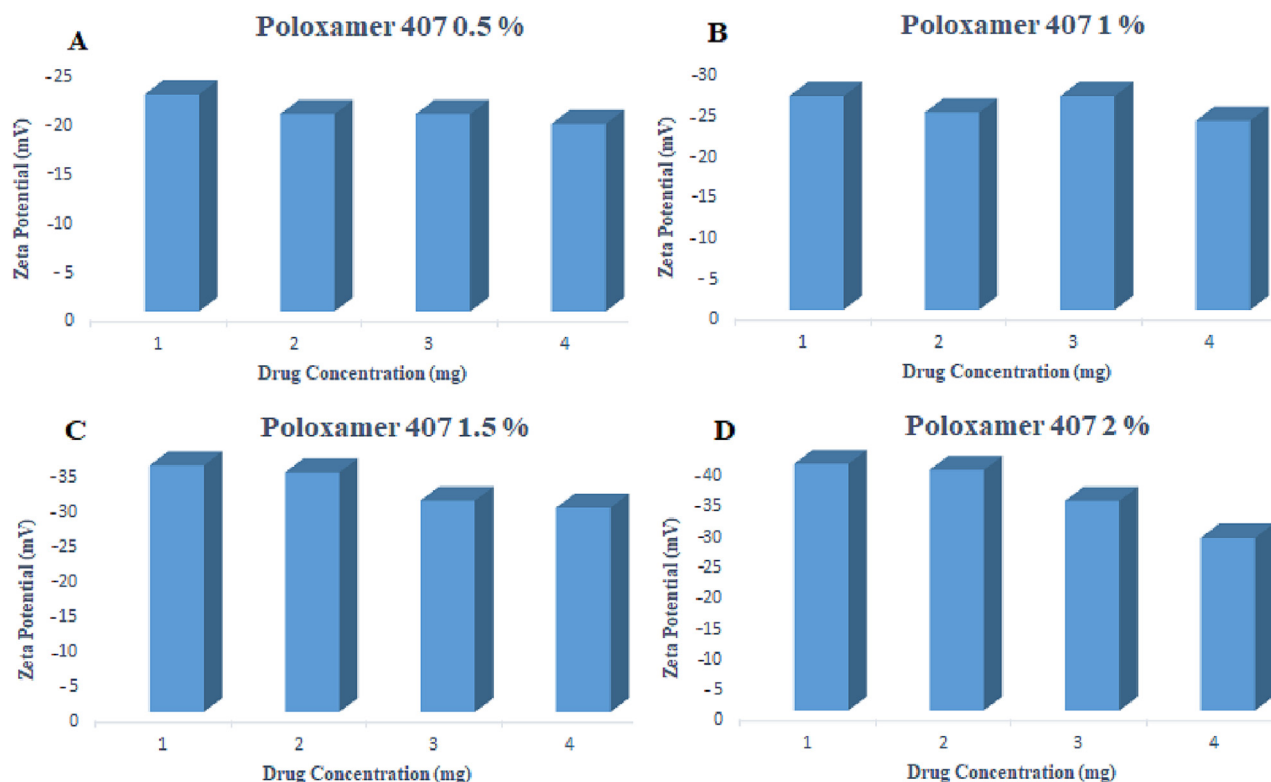 A
Poloxamer 407 0.5 %
Zeta Potential (mV)
-25
-20
-15
-10
-5
0
1 2 3 4
Drug Concentration (mg)
B
Poloxamer 407 1 %
Zeta Potential (mV)
-30
-25
-20
-15
-10
- 5
0
1 2 3 4
Drug Concentration (mg)
C
Poloxamer 407 1.5 %
Zeta Potential (mV)
-35
-30
-25
-20
-15
-10
-5
0
1 2 3 4
Drug Concentration (mg)
D
Poloxamer 407 2 %
Zeta Potential (mV)
-40
-35
-30
-25
-20
-15
-10
-5
0
1 2 3 4
Drug Concentration (mg)